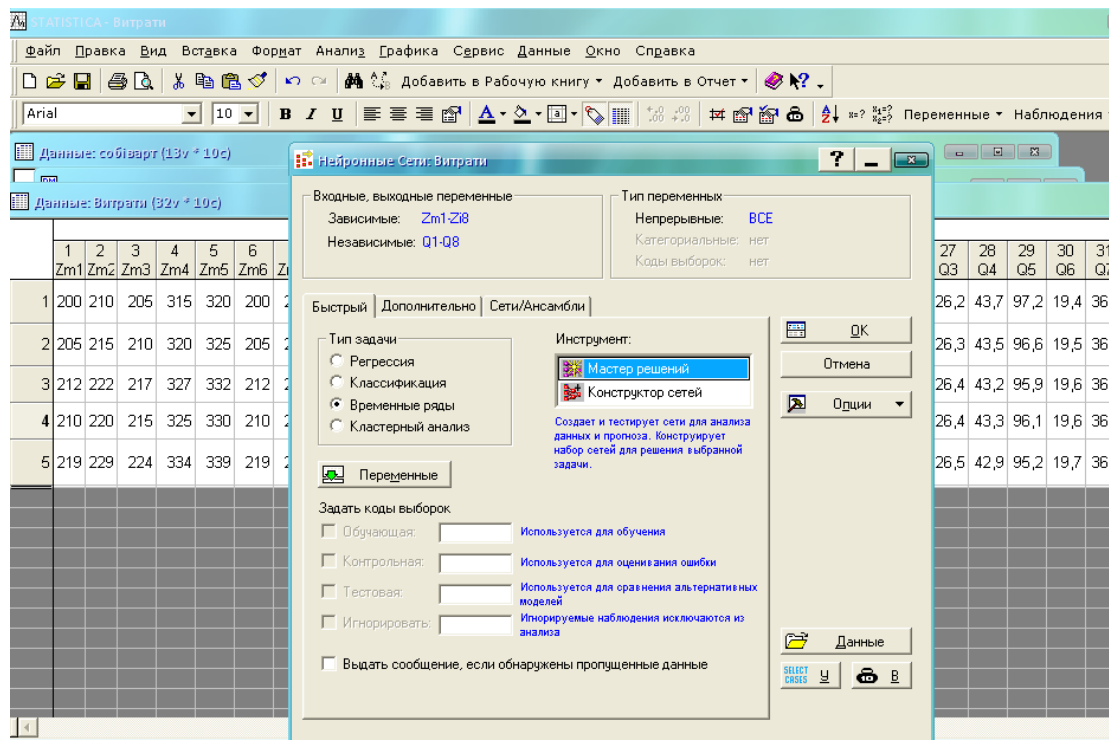 STATISTICA - Витрати
Файл Правка Вид Вставка Формат Анализ Графика Сервис Данные Окно Справка
Добавить в Рабочую книгу Добавить в Отчет
Arial 10 B I U Переменные Наблюдения
Данные: собіварт (13v * 10c)
Данные: Витрати (32v * 10c)
1 2 3 4 5 6 27 28 29 30 31
Zm1 Zm2 Zm3 Zm4 Zm5 Zm6 Q3 Q4 Q5 Q6
1 200 210 205 315 320 200 26,2 43,7 97,2 19,4 36
2 205 215 210 320 325 205 26,3 43,5 96,6 19,5 36
3 212 222 217 327 332 212 26,4 43,2 95,9 19,6 36
4 210 220 215 325 330 210 26,4 43,3 96,1 19,6 36
5 219 229 224 334 339 219 26,5 42,9 95,2 19,7 36
Нейронные Сети: Витрати
Входные, выходные переменные
Зависимые: Zm1-Zi8
Независимые: Q1-Q8
Тип переменных
Непрерывные: ВСЕ
Категориальные: нет
Коды выборок: нет
Быстрый Дополнительно Сети/Ансамбли
Тип задачи
Регрессия
Классификация
Временные ряды
Кластерный анализ
Инструмент:
Мастер решений
Конструктор сетей
Создает и тестирует сети для анализа
данных и прогноза. Конструирует
набор сетей для решения выбранной
задачи.
Переменные
Задать коды выборок
Обучающая: Используется для обучения
Контрольная: Используется для оценивания ошибки
Тестовая: Используется для сравнения альтернативных
моделей
Игнорировать: Игнорируемые наблюдения исключаются из
анализа
Выдать сообщение, если обнаружены пропущенные данные
OK
Отмена
Опции
Данные
SELECT
CASES У В